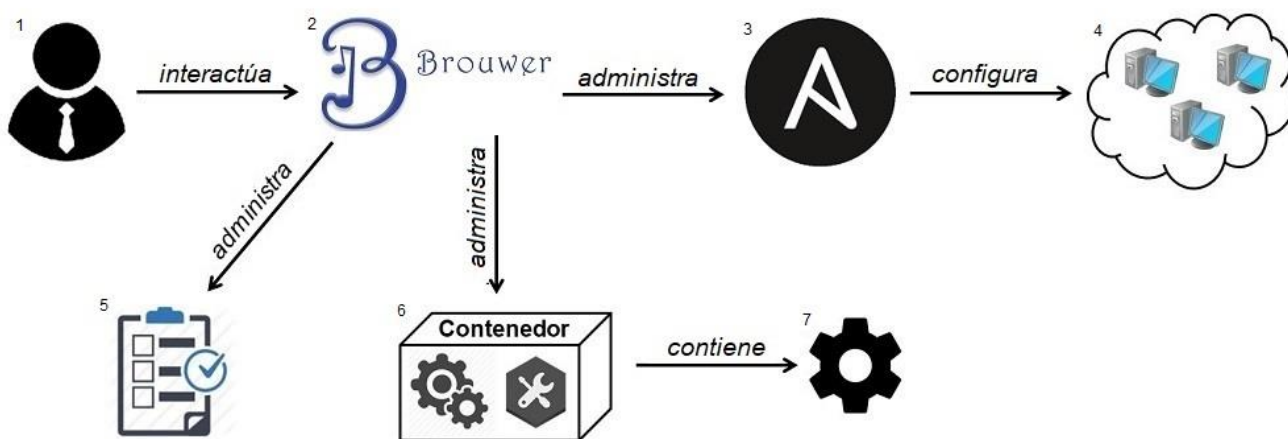 1
2
3
4
interactúa
Brouwer
administra
configura
administra
administra
5
6
Contenedor
7
contiene